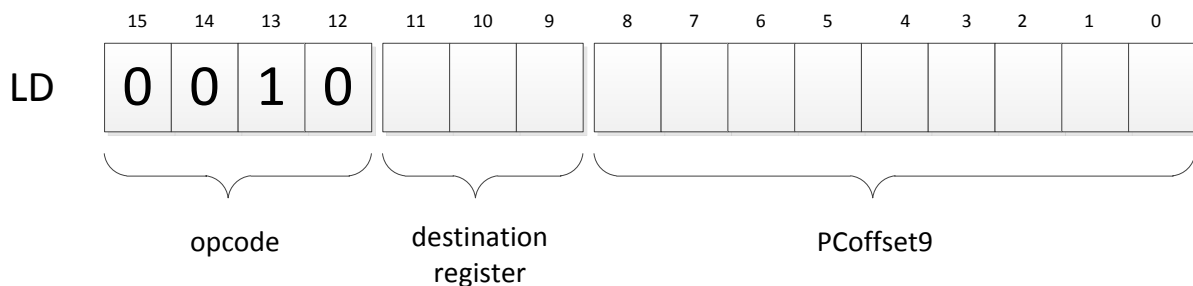 15 14 13 12 11 10 9 8 7 6 5 4 3 2 1 0
LD 0 0 1 0
opcode
destination
register
PCoffset9